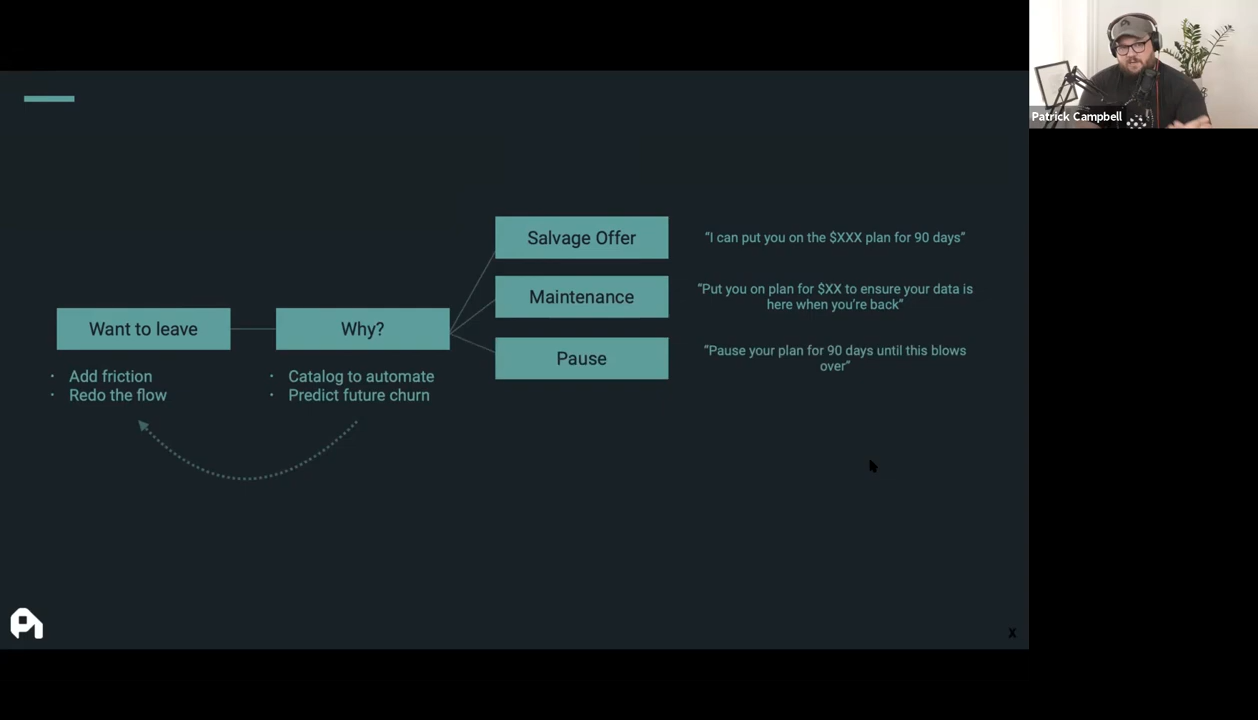 Patrick Campbell
Salvage Offer
“I can put you on the $XXX plan for 90 days”
Maintenance
“Put you on plan for $XX to ensure your data is
here when you’re back”
Want to leave
Why?
Pause
“Pause your plan for 90 days until this blows
over”
· Add friction
· Redo the flow
· Catalog to automate
· Predict future churn
X